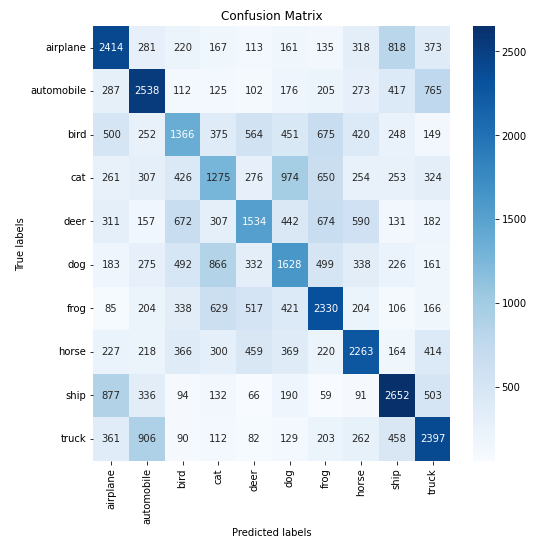 Confusion Matrix
airplane 2414 281 220 167 113 161 135 318 818 373
automobile 287 2538 112 125 102 176 205 273 417 765
bird 500 252 1366 375 564 451 675 420 248 149
cat 261 307 426 1275 276 974 650 254 253 324
deer 311 157 672 307 1534 442 674 590 131 182
dog 183 275 492 866 332 1628 499 338 226 161
frog 85 204 338 629 517 421 2330 204 106 166
horse 227 218 366 300 459 369 220 2263 164 414
ship 877 336 94 132 66 190 59 91 2652 503
truck 361 906 90 112 82 129 203 262 458 2397
airplane automobile bird cat deer dog frog horse ship truck
Predicted labels
True labels
2500
2000
1500
1000
500